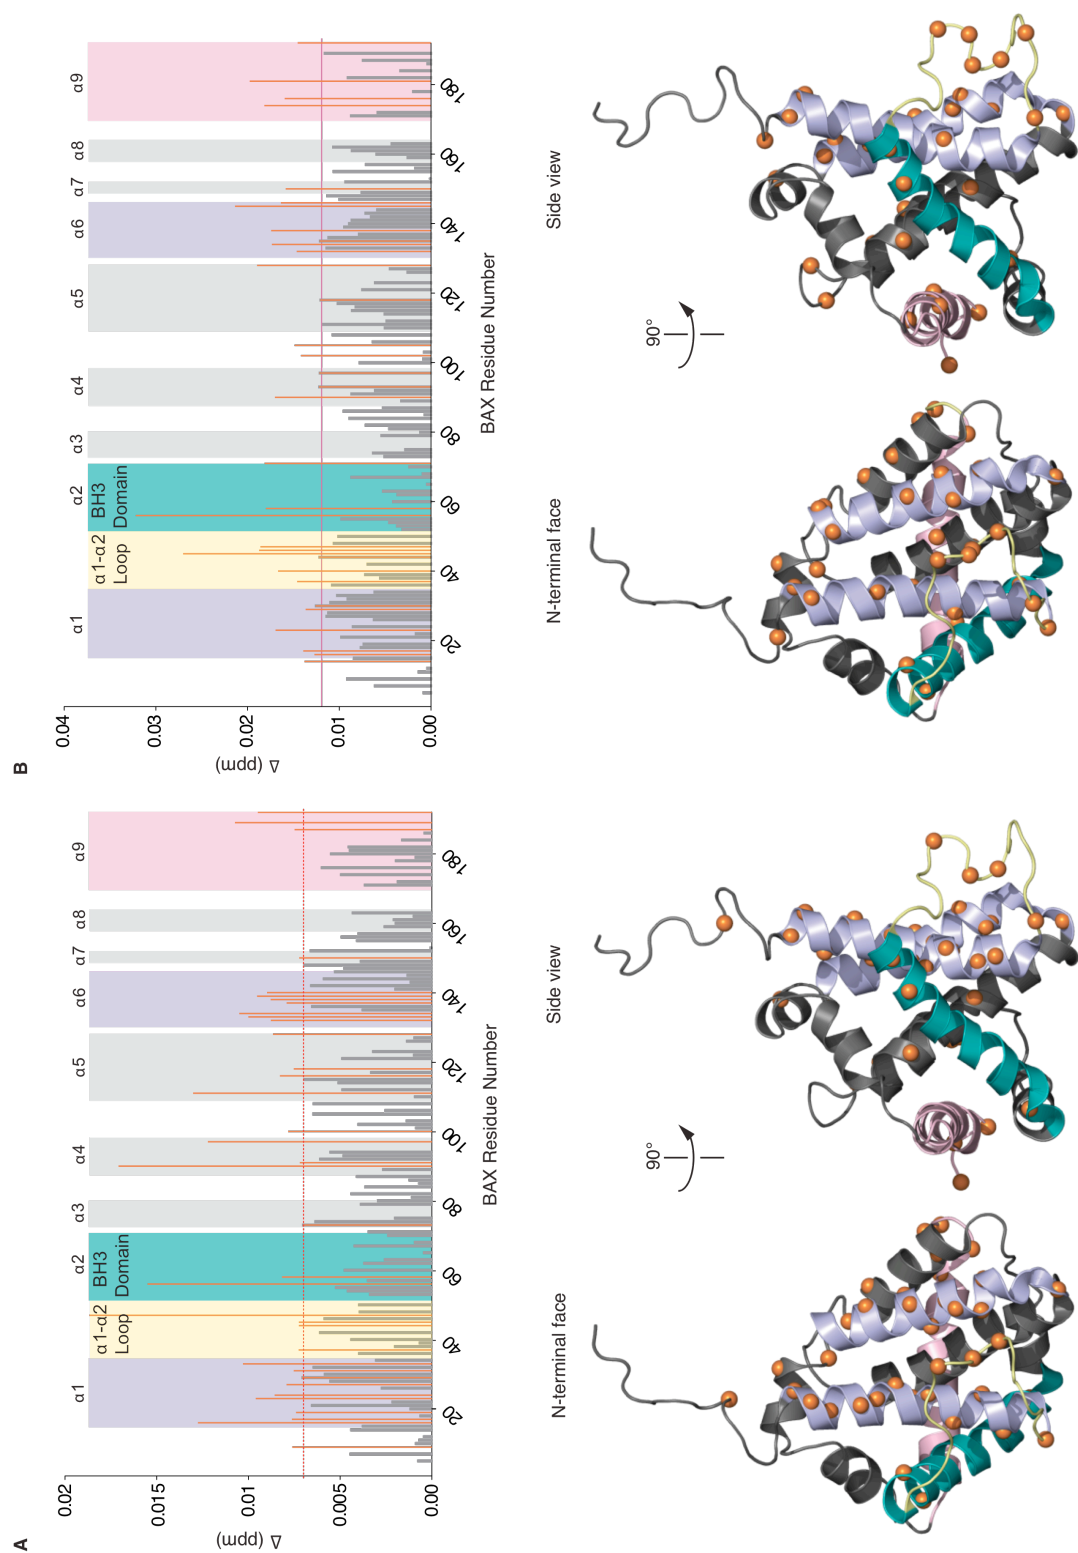 A
Δ (ppm)
0.02
0.015
0.01
0.005
0.00
α1
α1-α2
Loop
α2
BH3
Domain
α3
α4
α5
α6
α7
α8
α9
20
40
60
80
100
120
140
160
180
BAX Residue Number
90°
N-terminal face
Side view
B
Δ (ppm)
0.04
0.03
0.02
0.01
0.00
α1
α1-α2
Loop
α2
BH3
Domain
α3
α4
α5
α6
α7
α8
α9
20
40
60
80
100
120
140
160
180
BAX Residue Number
90°
N-terminal face
Side view